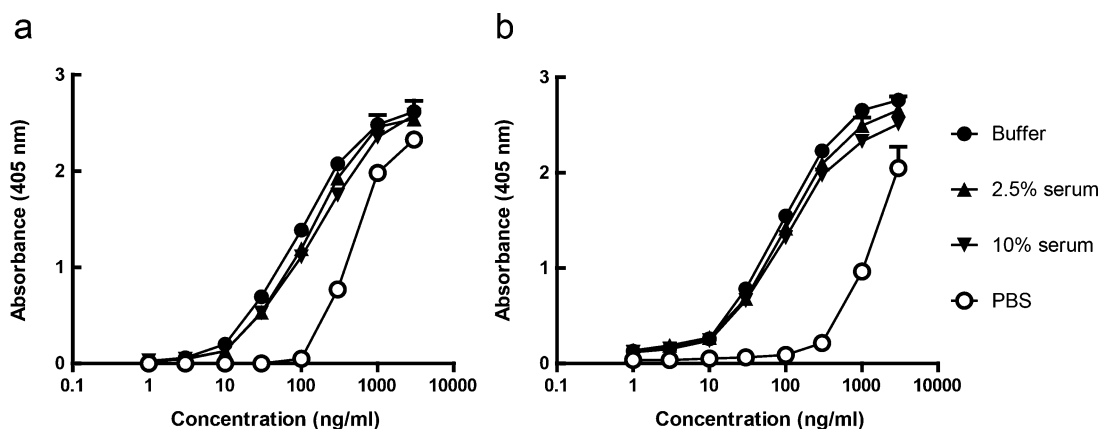 a
b
3
2
1
0
Absorbance (405 nm)
0.1 1 10 100 1000 10000
Concentration (ng/ml)
3
2
1
0
Absorbance (405 nm)
0.1 1 10 100 1000 10000
Concentration (ng/ml)
Buffer
2.5% serum
10% serum
PBS